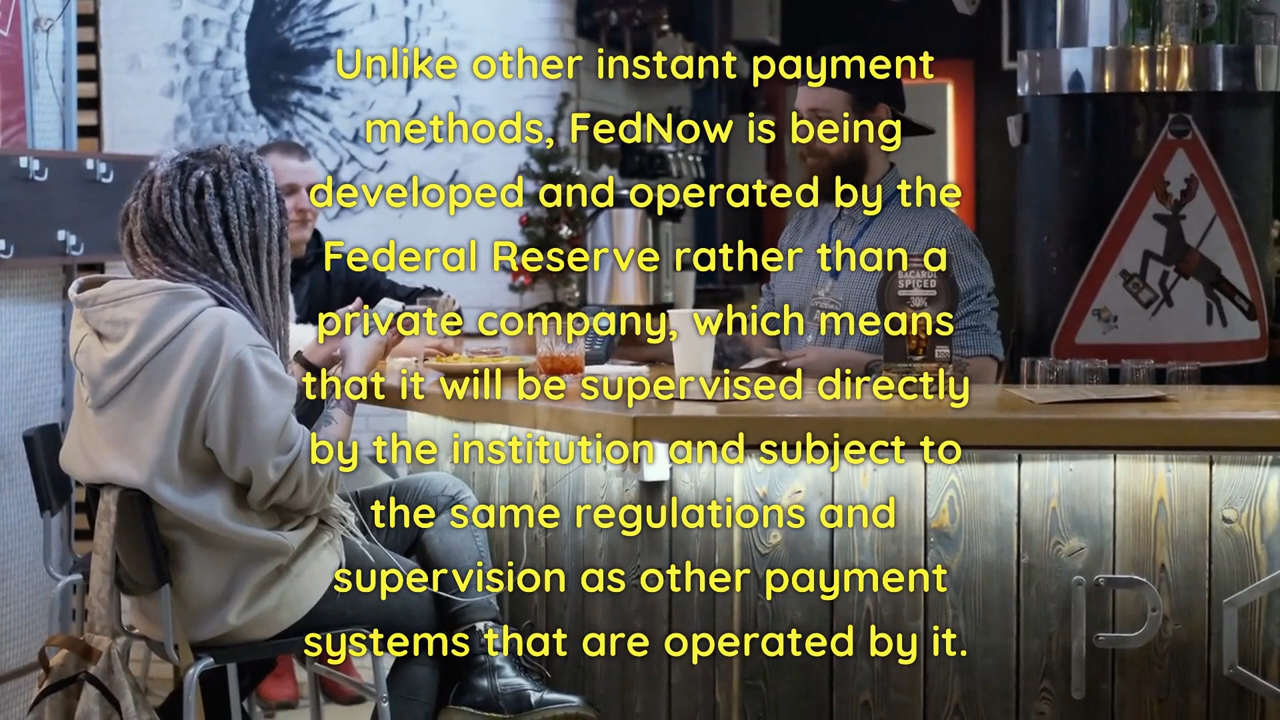 Unlike other instant payment
methods, FedNow is being
developed and operated by the
Federal Reserve rather than a
private company, which means
that it will be supervised directly
by the institution and subject to
the same regulations and
supervision as other payment
systems that are operated by it.
BACARDI
SPICED
-30%
P